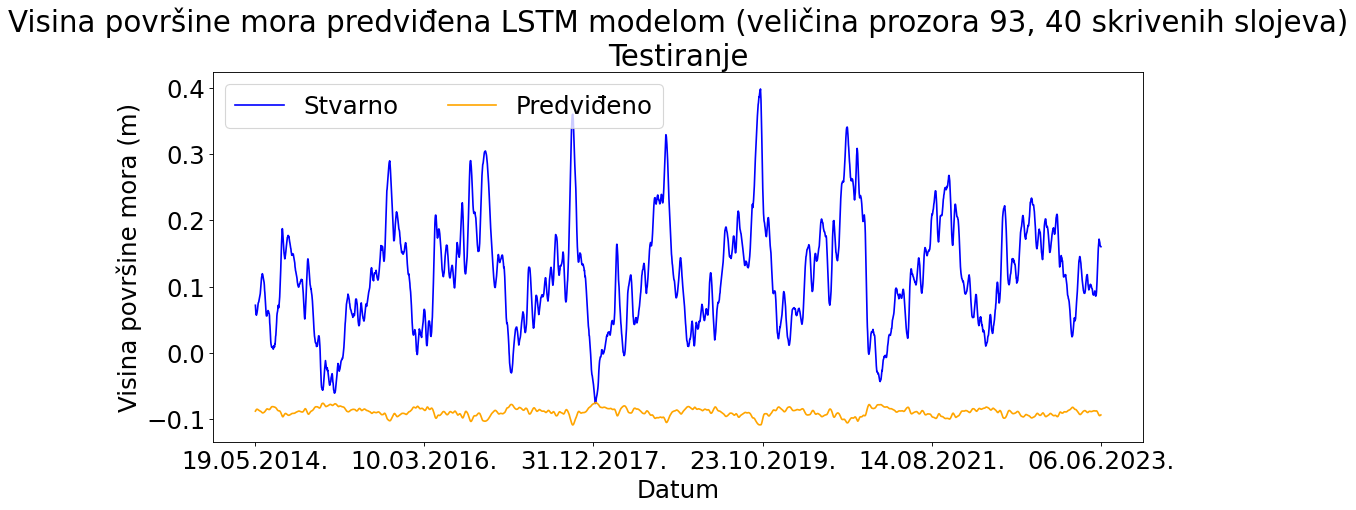 Visina površine mora predviđena LSTM modelom (veličina prozora 93, 40 skrivenih slojeva)
Testiranje
Stvarno Predviđeno
Visina površine mora (m)
0.4
0.3
0.2
0.1
0.0
−0.1
19.05.2014. 10.03.2016. 31.12.2017. 23.10.2019. 14.08.2021. 06.06.2023.
Datum